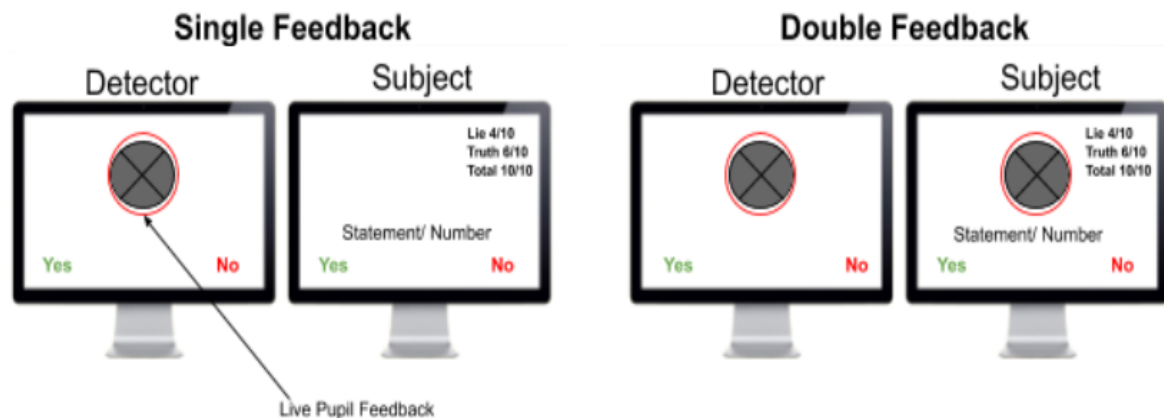 Single Feedback
Detector
Subject
Lie 4/10
Truth 6/10
Total 10/10
Statement/ Number
Yes
No
Yes
No
Live Pupil Feedback
Double Feedback
Detector
Subject
Lie 4/10
Truth 6/10
Total 10/10
Statement/ Number
Yes
No
Yes
No